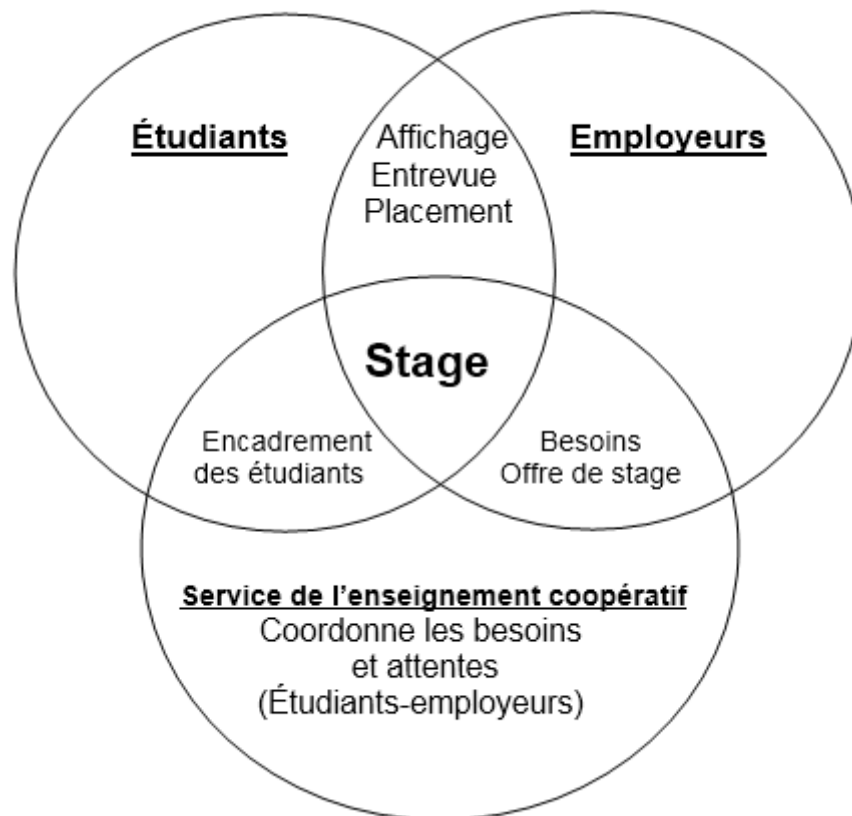 Étudiants
Affichage
Entrevue
Placement
Employeurs
Stage
Encadrement
des étudiants
Besoins
Offre de stage
Service de l'enseignement coopératif
Coordonne les besoins
et attentes
(Étudiants-employeurs)